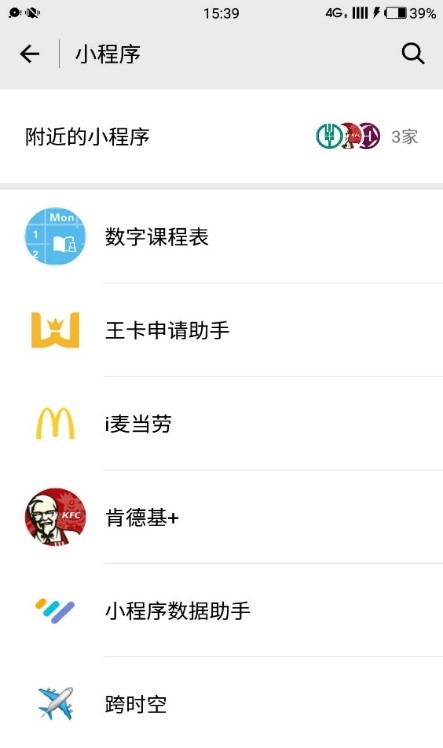 15:39
4G
39%
小程序
附近的小程序
3家
Mon
1
2
数字课程表
王卡申请助手
i麦当劳
KFC
肯德基+
小程序数据助手
跨时空